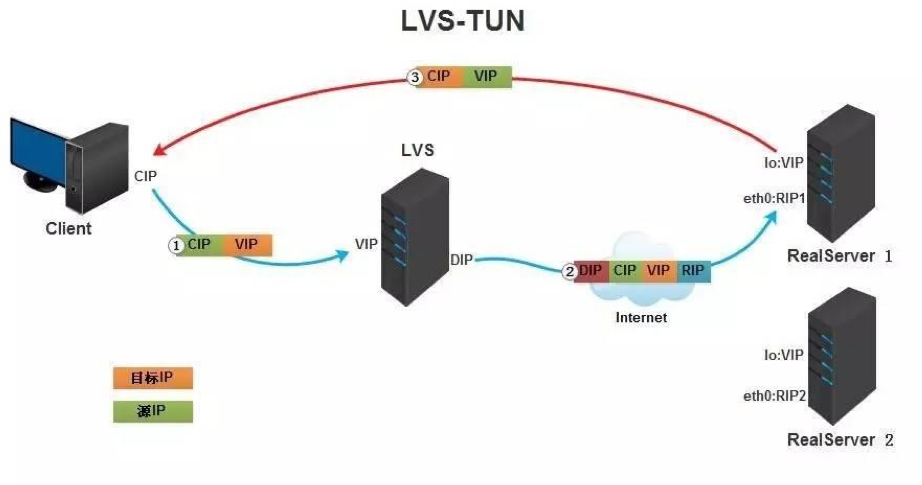 LVS-TUN
③ CIP VIP
LVS
lo:VIP
CIP
eth0:RIP1
Client
① CIP VIP
VIP
DIP
② DIP CIP VIP RIP
RealServer 1
Internet
lo:VIP
目标IP
eth0:RIP2
源IP
RealServer 2